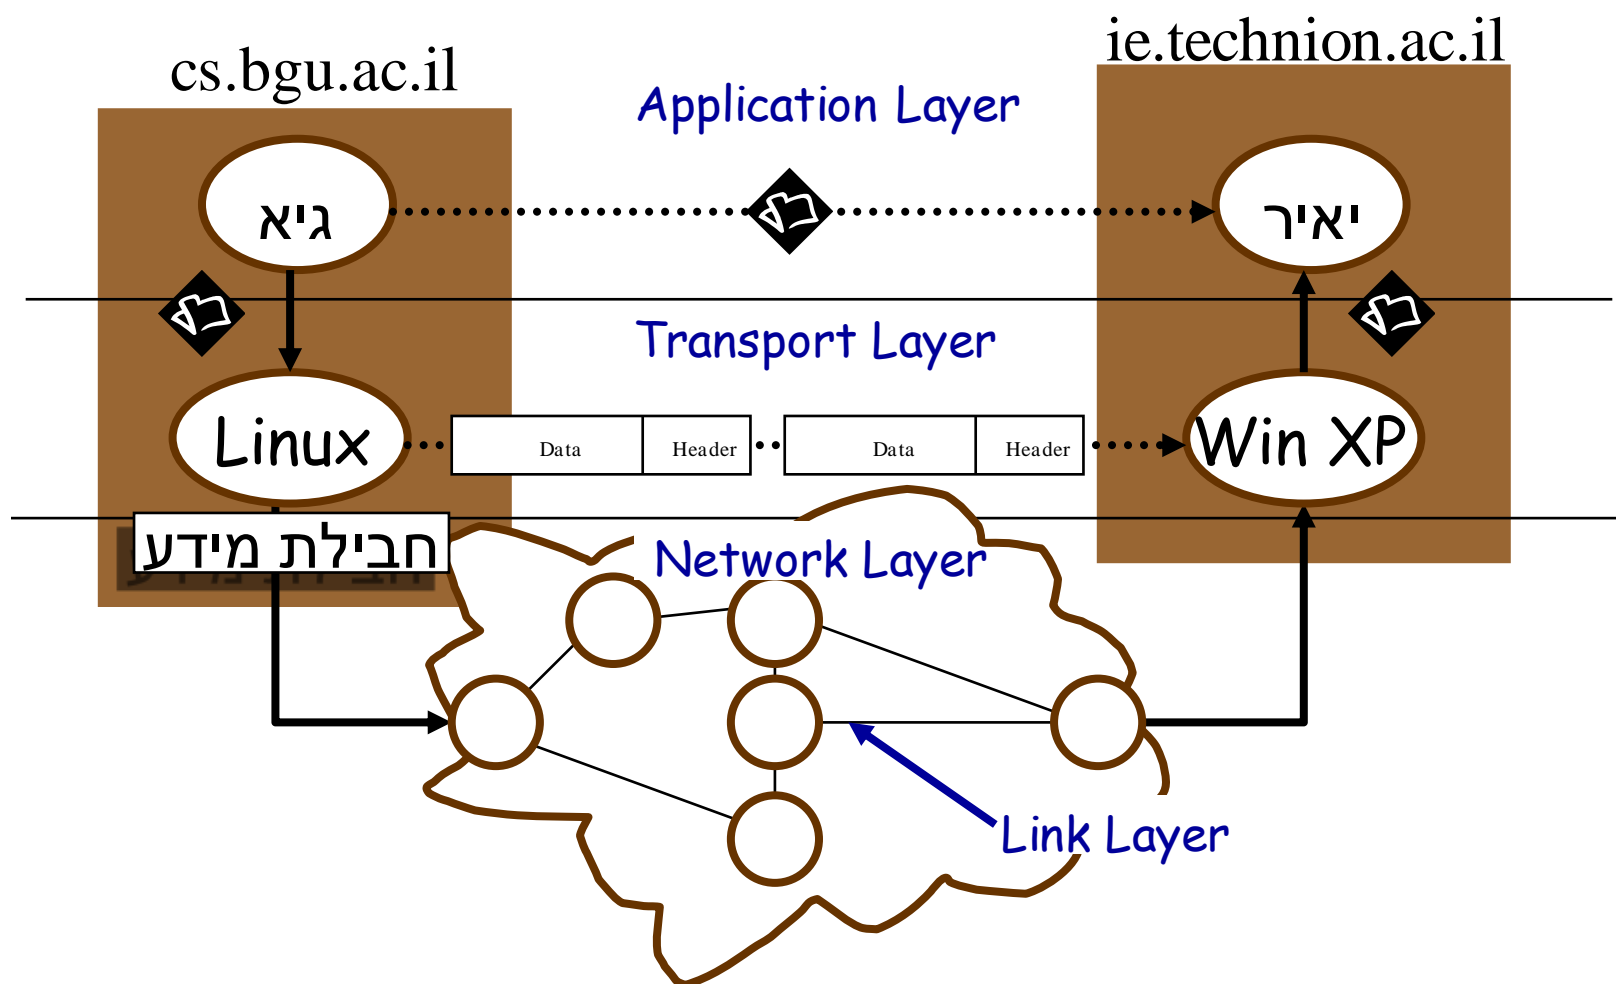 cs.bgu.ac.il
ie.technion.ac.il
Application Layer
גיא
יאיר
Transport Layer
Linux
Data
Header
Data
Header
Win XP
חבילת מידע
Network Layer
Link Layer